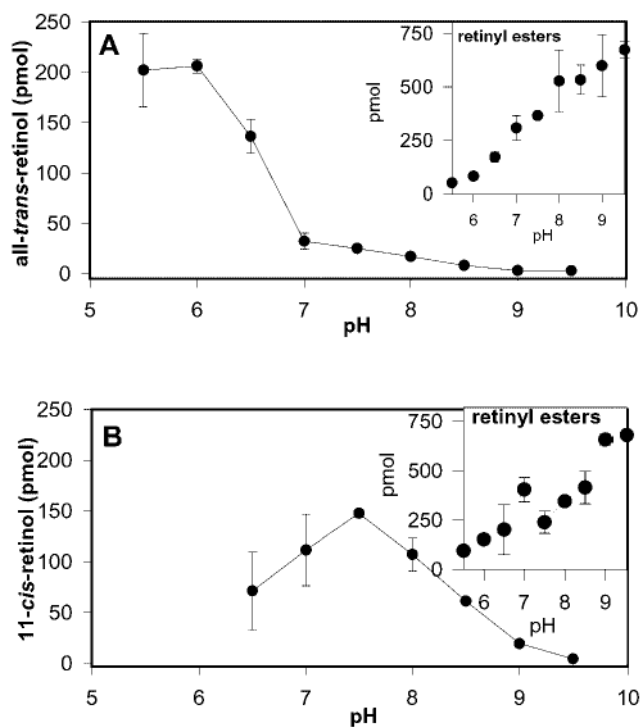 A
all-trans-retinol (pmol)
250
200
150
100
50
0
5 6 7 8 9 10
pH
retinyl esters
pmol
750
500
250
0
6 7 8 9
pH
B
11-cis-retinol (pmol)
250
200
150
100
50
0
5 6 7 8 9 10
pH
retinyl esters
pmol
750
500
250
0
6 7 8 9
pH